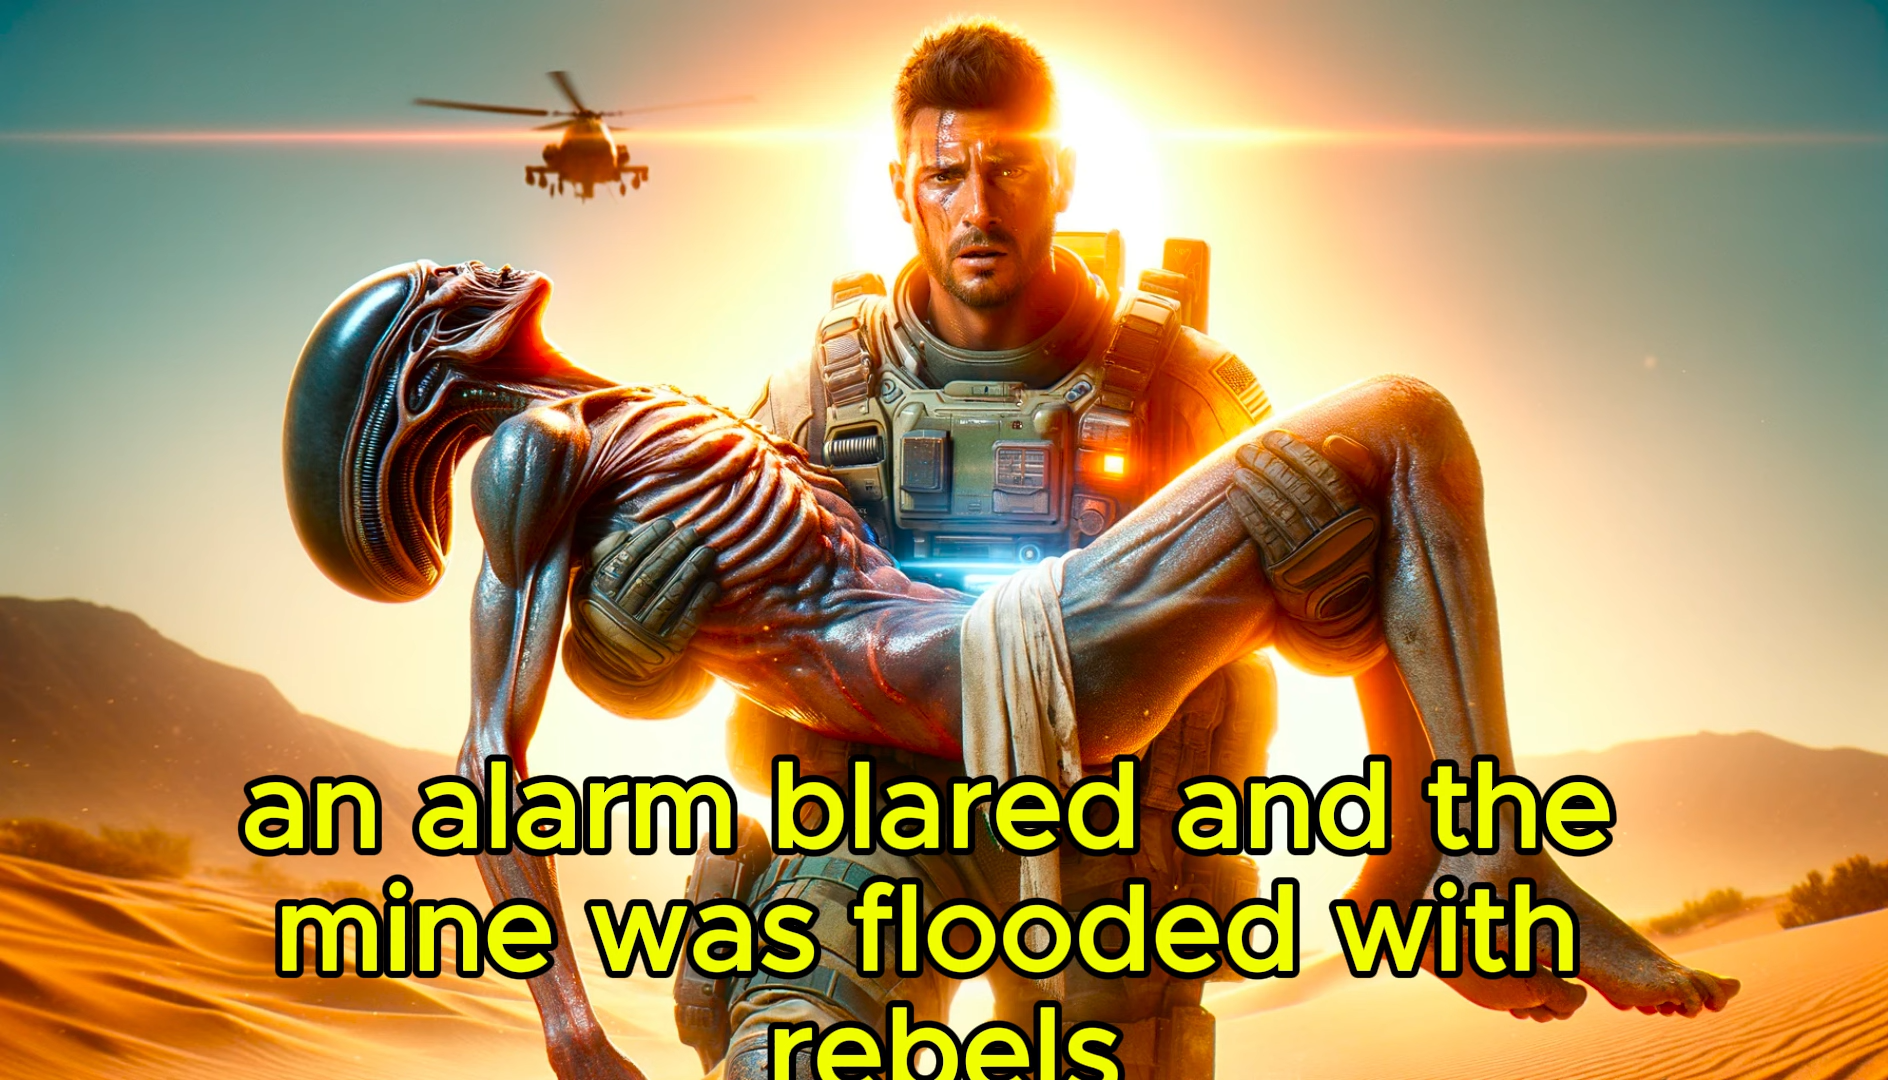 an alarm blared and the
mine was flooded with
rebels